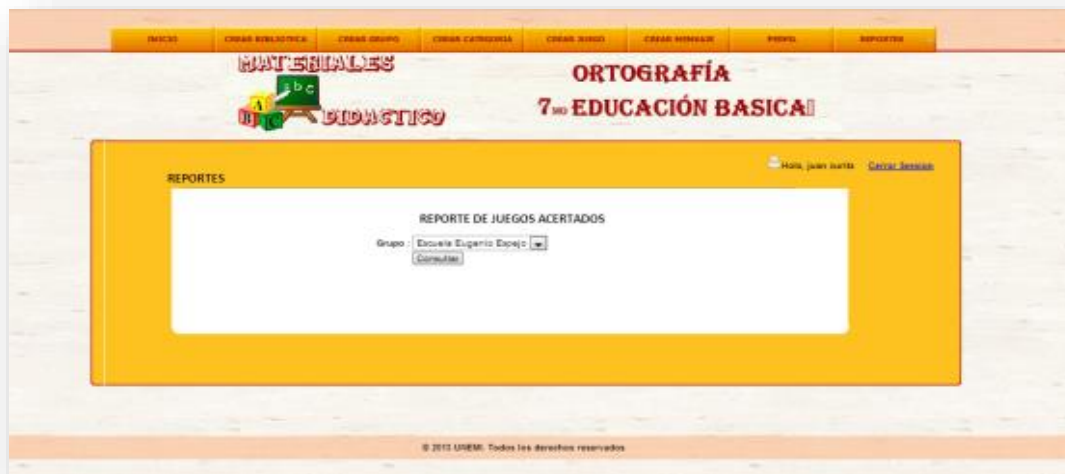 INICIO CREAR BIBLIOTECA CREAR GRUPO CREAR CATEGORIA CREAR JUEGO CREAR MENSAJE PERFIL REPORTES
MATERIALES
DIDACTICO
abc
A
B C
ORTOGRAFÍA
7MO EDUCACIÓN BASICA
Hola, juan Cerrar Session
REPORTES
REPORTE DE JUEGOS ACERTADOS
Grupo : Escuela Eugenio Espejo
Consultar
© 2013 UNEMI. Todos los derechos reservados